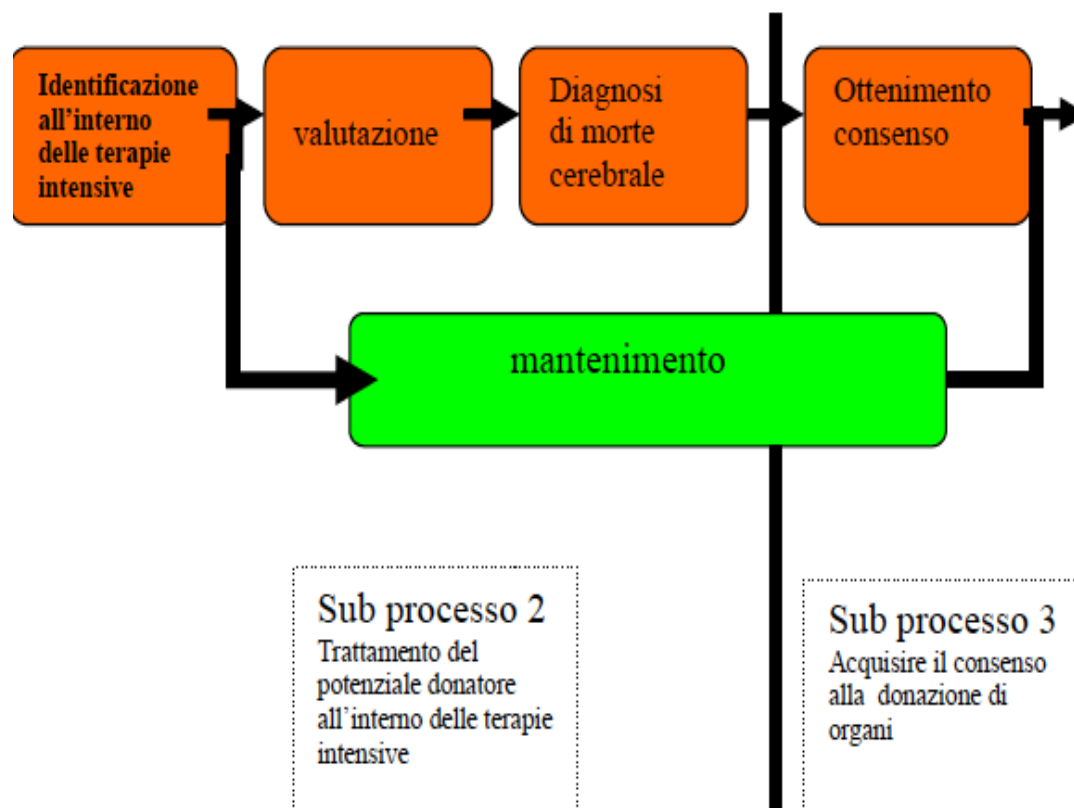 Identificazione
all’interno
delle terapie
intensive
valutazione
Diagnosi
di morte
cerebrale
Ottenimento
consenso
mantenimento
Sub processo 2
Trattamento del
potenziale donatore
all’interno delle terapie
intensive
Sub processo 3
Acquisire il consenso
alla donazione di
organi